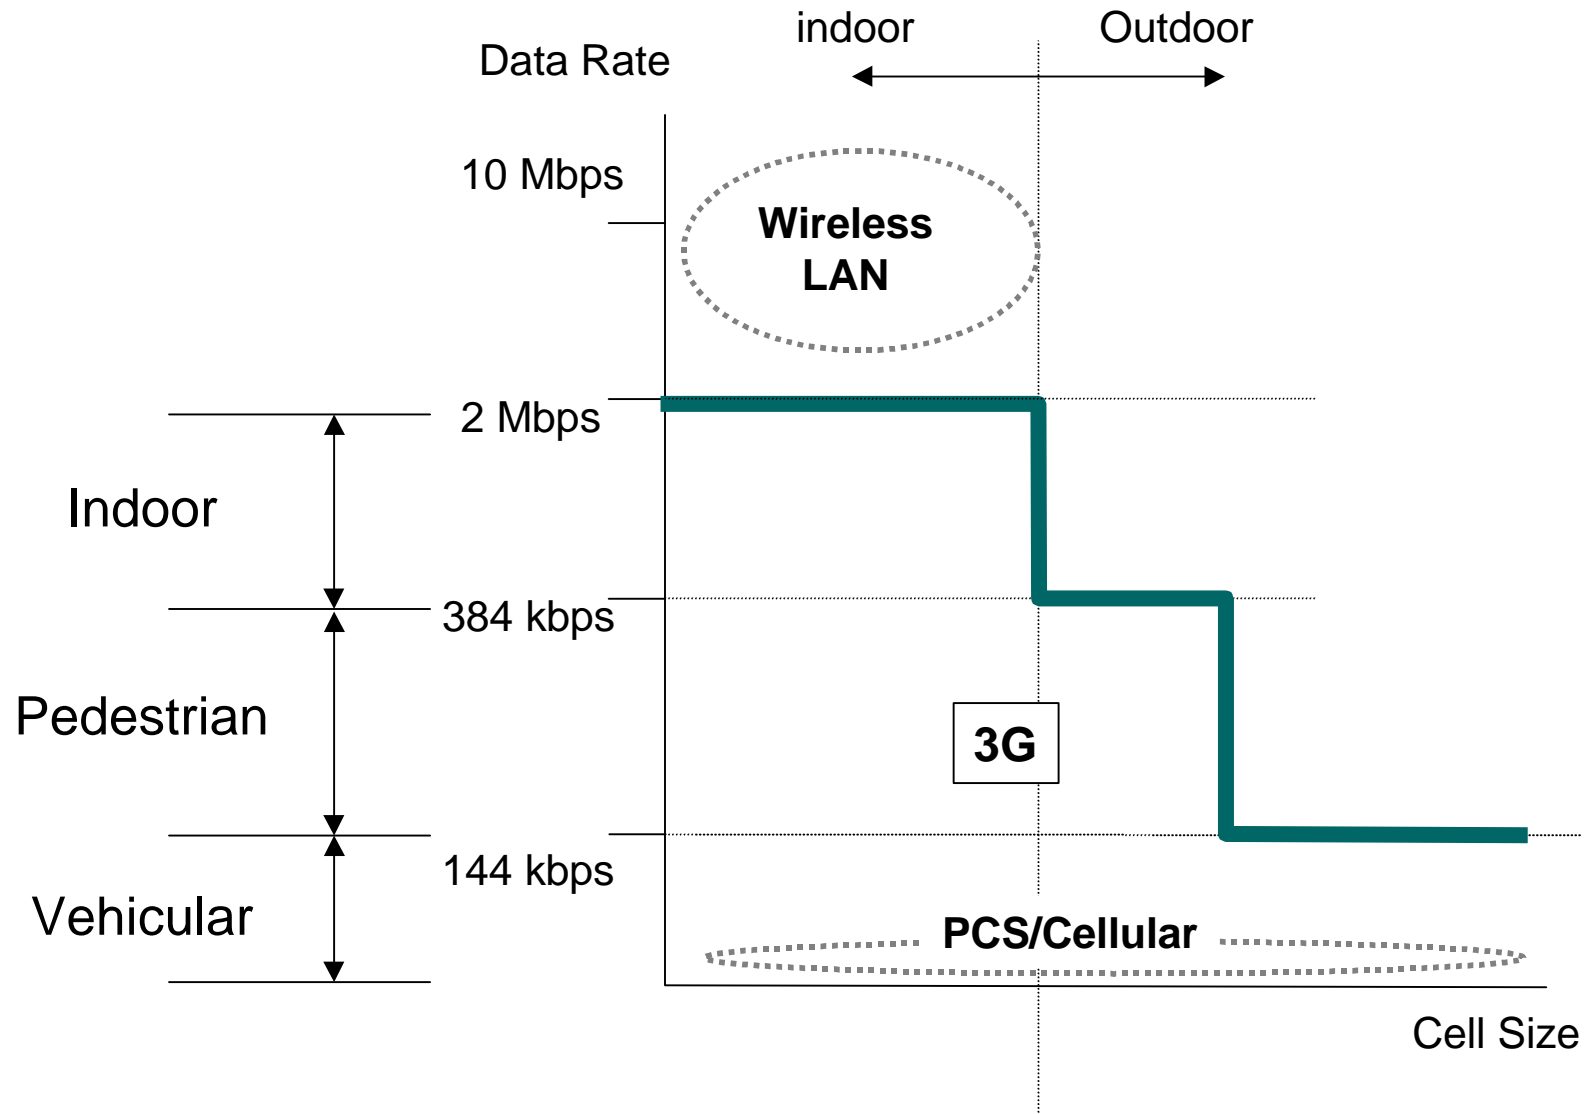 indoor
Outdoor
Data Rate
10 Mbps
Wireless
LAN
2 Mbps
Indoor
384 kbps
Pedestrian
3G
144 kbps
Vehicular
PCS/Cellular
Cell Size